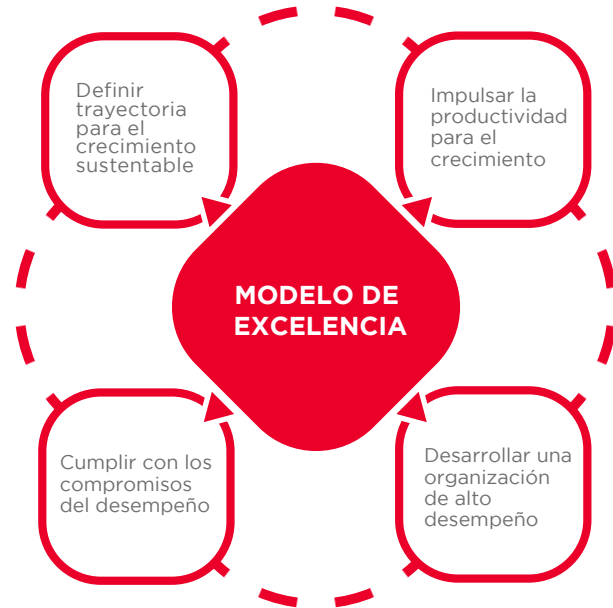 Definir
trayectoria
para el
crecimiento
sustentable
Impulsar la
productividad
para el
crecimiento
MODELO DE
EXCELENCIA
Cumplir con los
compromisos
del desempeño
Desarrollar una
organización
de alto
desempeño